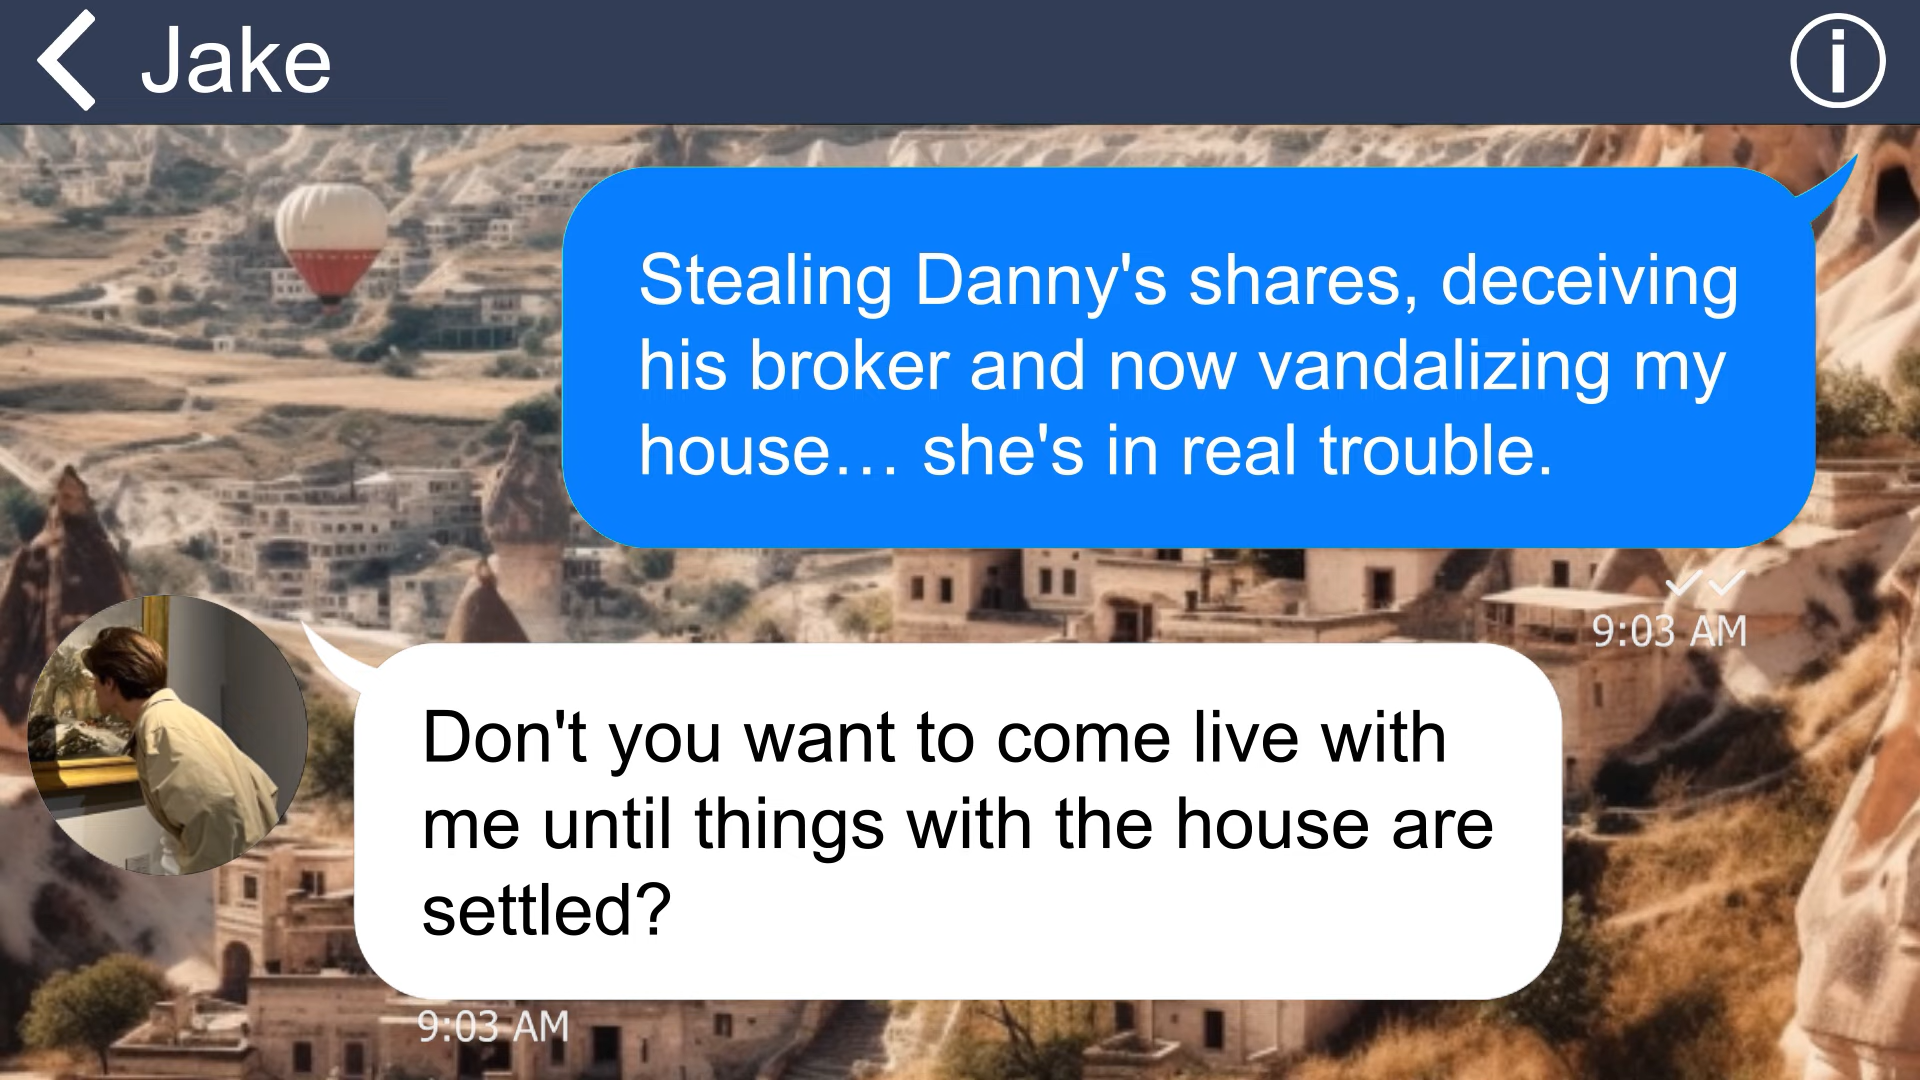 Jake
Stealing Danny's shares, deceiving
his broker and now vandalizing my
house… she's in real trouble.
9:03 AM
Don't you want to come live with
me until things with the house are
settled?
9:03 AM